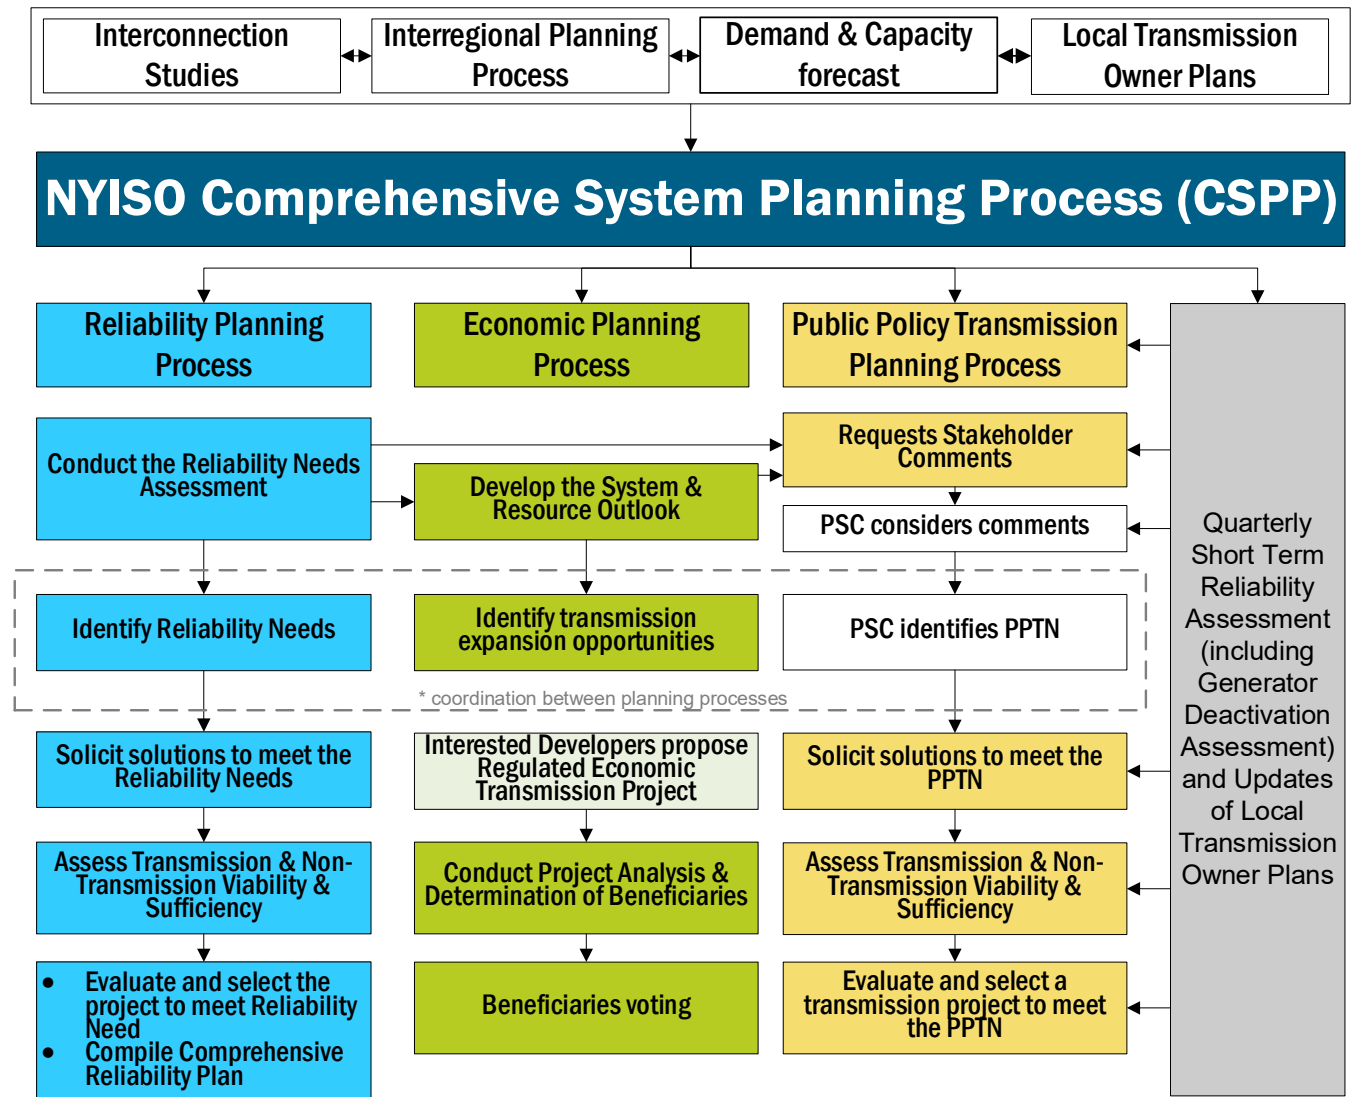 Interconnection
Studies
Interregional Planning
Process
Demand & Capacity
forecast
Local Transmission
Owner Plans
NYISO Comprehensive System Planning Process (CSPP)
Reliability Planning
Process
Economic Planning
Process
Public Policy Transmission
Planning Process
Conduct the Reliability Needs
Assessment
Develop the System &
Resource Outlook
Requests Stakeholder
Comments
PSC considers comments
Identify Reliability Needs
Identify transmission
expansion opportunities
PSC identifies PPTN
* coordination between planning processes
Solicit solutions to meet the
Reliability Needs
Interested Developers propose
Regulated Economic
Transmission Project
Solicit solutions to meet the
PPTN
Assess Transmission & Non-
Transmission Viability &
Sufficiency
Conduct Project Analysis &
Determination of Beneficiaries
Assess Transmission & Non-
Transmission Viability &
Sufficiency
• Evaluate and select the
project to meet Reliability
Need
• Compile Comprehensive
Reliability Plan
Beneficiaries voting
Evaluate and select a
transmission project to meet
the PPTN
Quarterly
Short Term
Reliability
Assessment
(including
Generator
Deactivation
Assessment)
and Updates
of Local
Transmission
Owner Plans